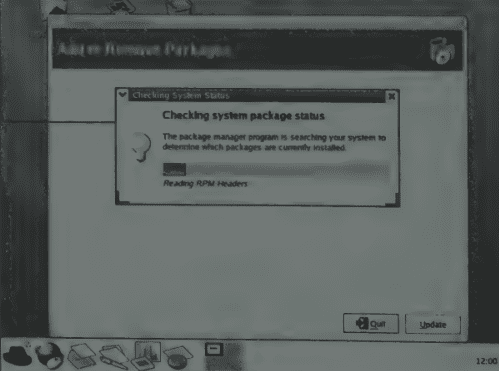 Add or Remove Packages
Checking System Status
Checking system package status
The package manager program is searching your system to
determine which packages are currently installed.
Reading RPM Headers
Quit
Update
12:00